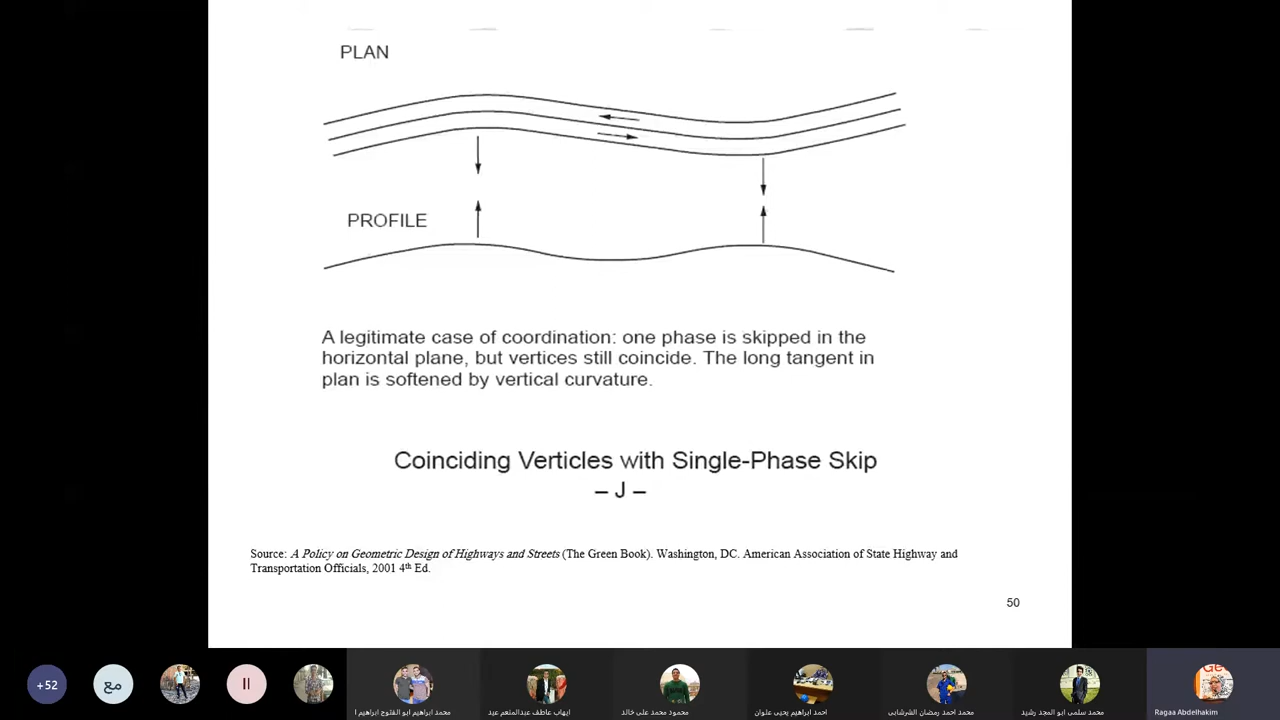 PLAN
PROFILE
A legitimate case of coordination: one phase is skipped in the
horizontal plane, but vertices still coincide. The long tangent in
plan is softened by vertical curvature.
Coinciding Verticles with Single-Phase Skip
– J –
Source: A Policy on Geometric Design of Highways and Streets (The Green Book). Washington, DC. American Association of State Highway and
Transportation Officials, 2001 4th Ed.
50
+52
مع
محمد ابراهيم ابو الفتوح ابراهيم ا
ايهاب عاطف عبدالمنعم عيد
محمود محمد على خالد
احمد ابراهيم يحيى علوان
محمد احمد رمضان الشرشابى
محمد سلمى ابو المجد رشيد
Ragaa Abdelhakim